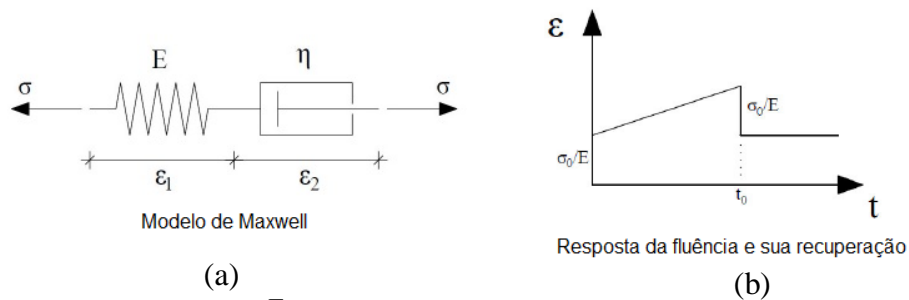 E
η
σ
σ
ε1
ε2
Modelo de Maxwell
(a)
ε
σ0/E
σ0/E
t0
t
Resposta da fluência e sua recuperação
(b)